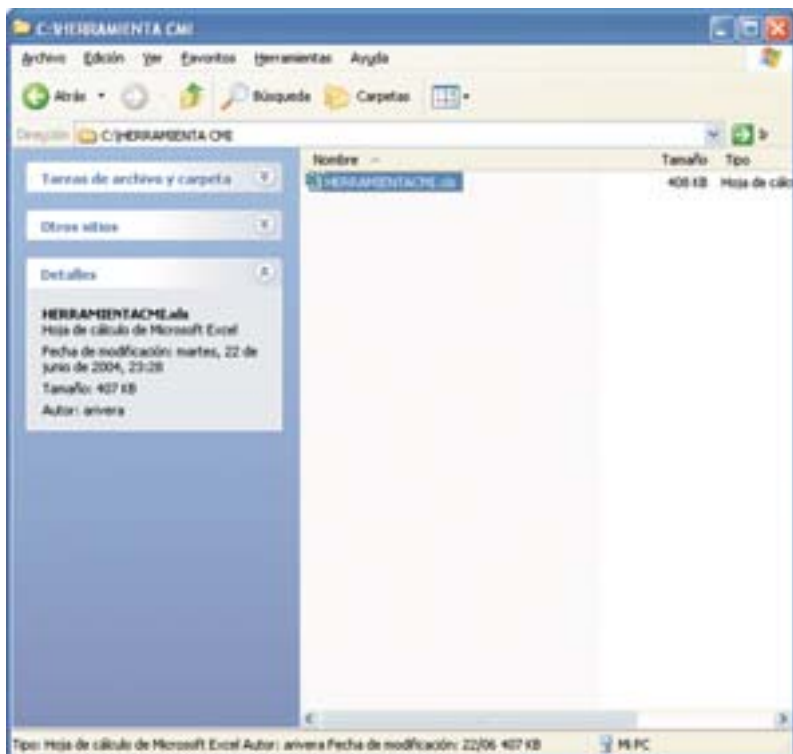 C:\HERRAMIENTA CMI
Archivo Edición Ver Favoritos Herramientas Ayuda
Atrás Búsqueda Carpetas
Dirección C:\HERRAMIENTA CMI Ir
Nombre Tamaño Tipo
HERRAMIENTACMI.xls 408 KB Hoja de cálc
Tareas de archivo y carpeta
Otros sitios
Detalles
HERRAMIENTACMI.xls
Hoja de cálculo de Microsoft Excel
Fecha de modificación: martes, 22 de
junio de 2004, 23:28
Tamaño: 407 KB
Autor: arivera
Tipo: Hoja de cálculo de Microsoft Excel Autor: arivera Fecha de modificación: 22/06 407 KB Mi PC